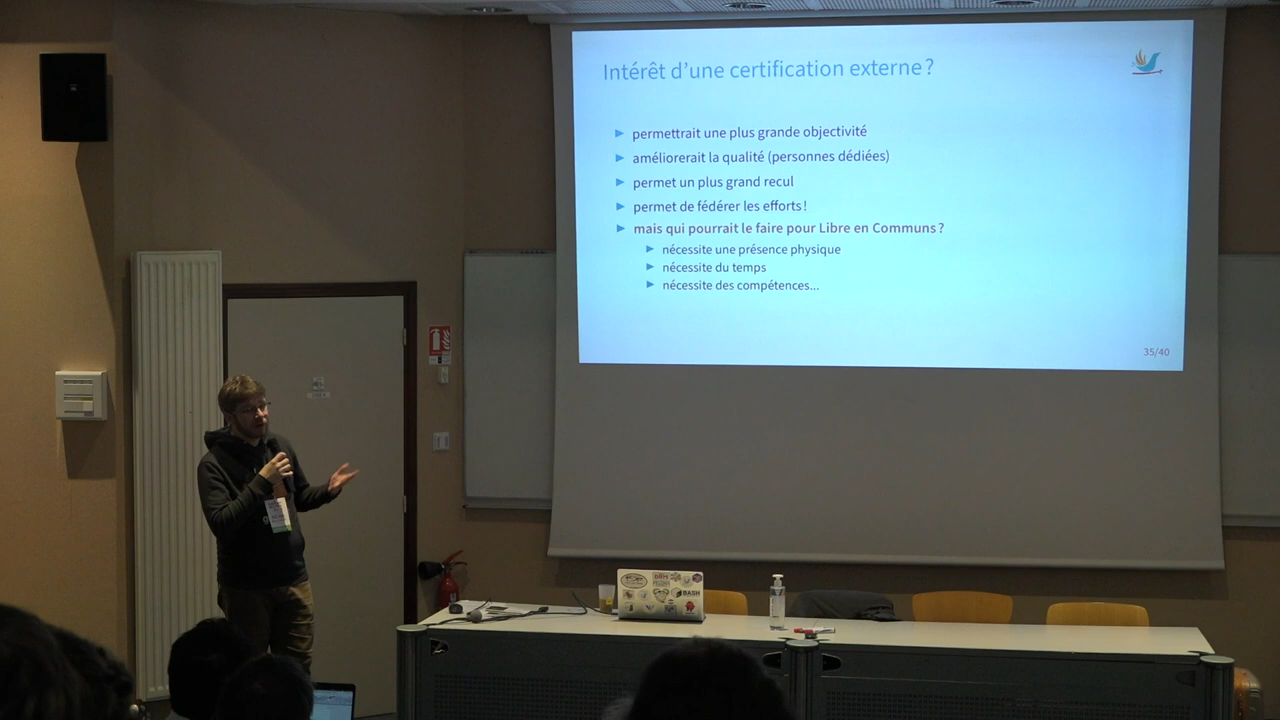 Intérêt d'une certification externe ?
permettrait une plus grande objectivité
améliorerait la qualité (personnes dédiées)
permet un plus grand recul
permet de fédérer les efforts !
mais qui pourrait le faire pour Libre en Communs ?
nécessite une présence physique
nécessite du temps
nécessite des compétences...
35/40
BASH